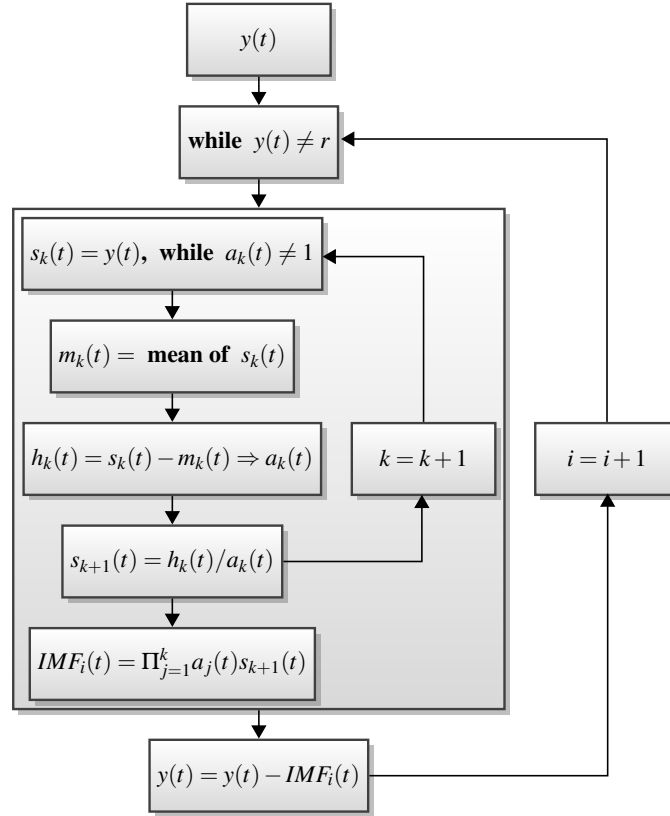 y(t)
while y(t) ≠ r
s_k(t) = y(t), while a_k(t) ≠ 1
m_k(t) = mean of s_k(t)
h_k(t) = s_k(t) − m_k(t) ⇒ a_k(t)
k = k + 1
i = i + 1
s_{k+1}(t) = h_k(t)/a_k(t)
IMF_i(t) = Π_{j=1}^k a_j(t)s_{k+1}(t)
y(t) = y(t) − IMF_i(t)